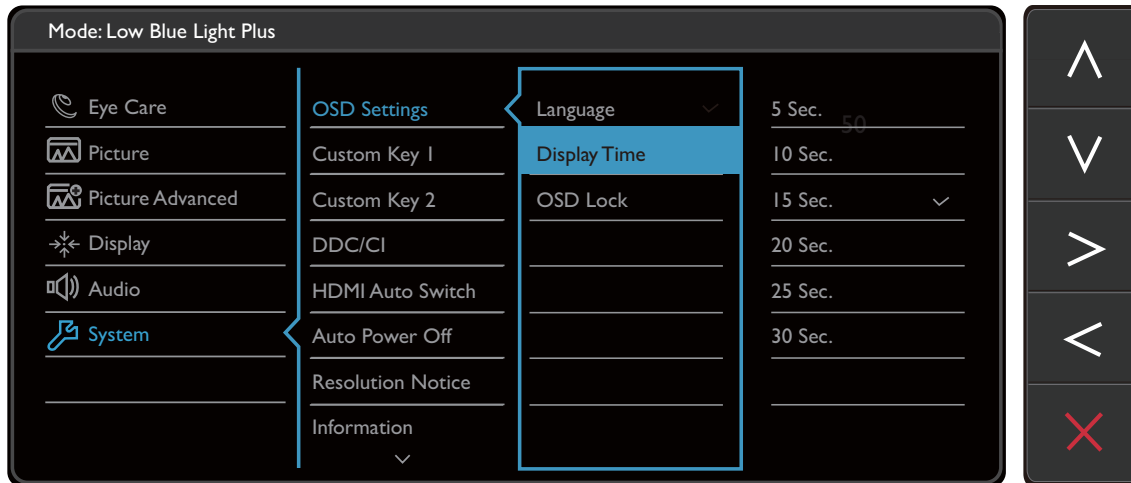 Mode: Low Blue Light Plus
Eye Care
Picture
Picture Advanced
Display
Audio
System
OSD Settings
Custom Key 1
Custom Key 2
DDC/CI
HDMI Auto Switch
Auto Power Off
Resolution Notice
Information
Language
Display Time
OSD Lock
5 Sec.
50
10 Sec.
15 Sec.
20 Sec.
25 Sec.
30 Sec.